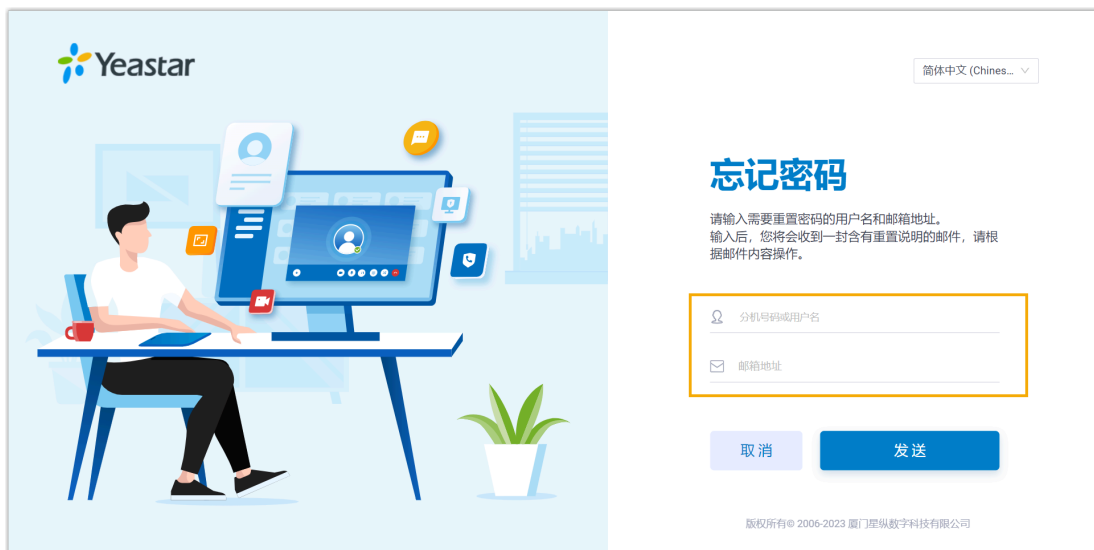 Yeastar
简体中文 (Chines...
忘记密码
请输入需要重置密码的用户名和邮箱地址。
输入后，您将会收到一封含有重置说明的邮件，请根
据邮件内容操作。
分机号码或用户名
邮箱地址
取消
发送
版权所有© 2006-2023 厦门星纵数字科技有限公司